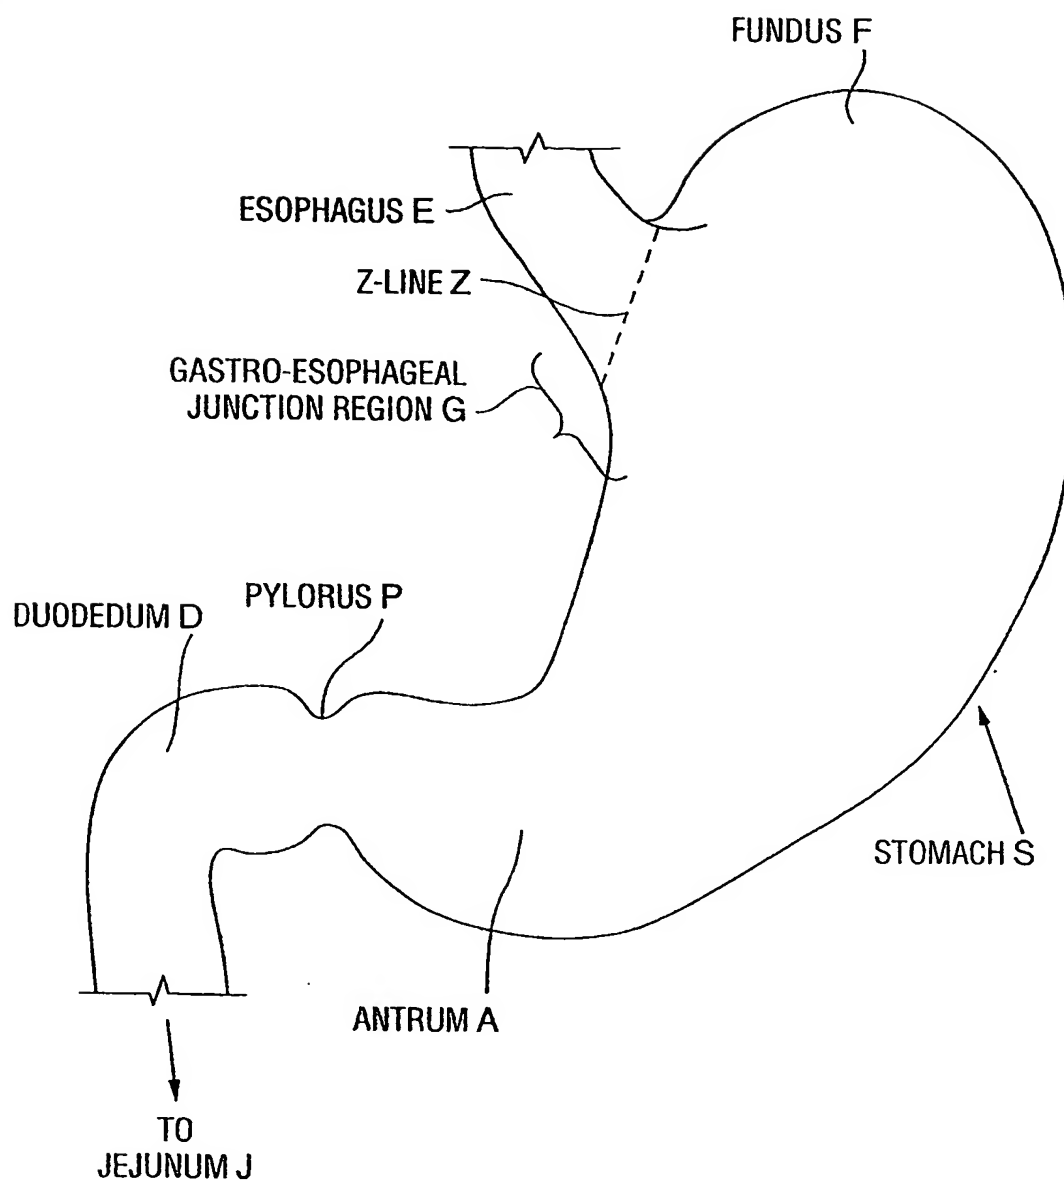 FUNDUS F
ESOPHAGUS E
Z-LINE Z
GASTRO-ESOPHAGEAL
JUNCTION REGION G
PYLORUS P
DUODEDUM D
STOMACH S
ANTRUM A
TO
JEJUNUM J